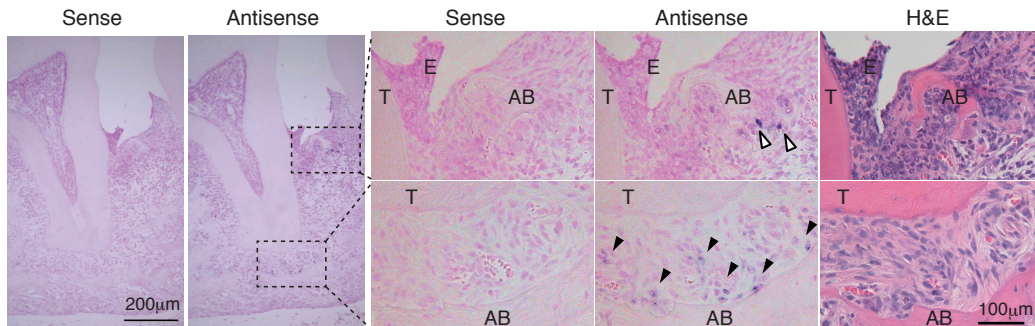 Sense Antisense Sense Antisense H&E
E E E
T AB T AB T AB
T T T
200μm AB AB AB 100μm